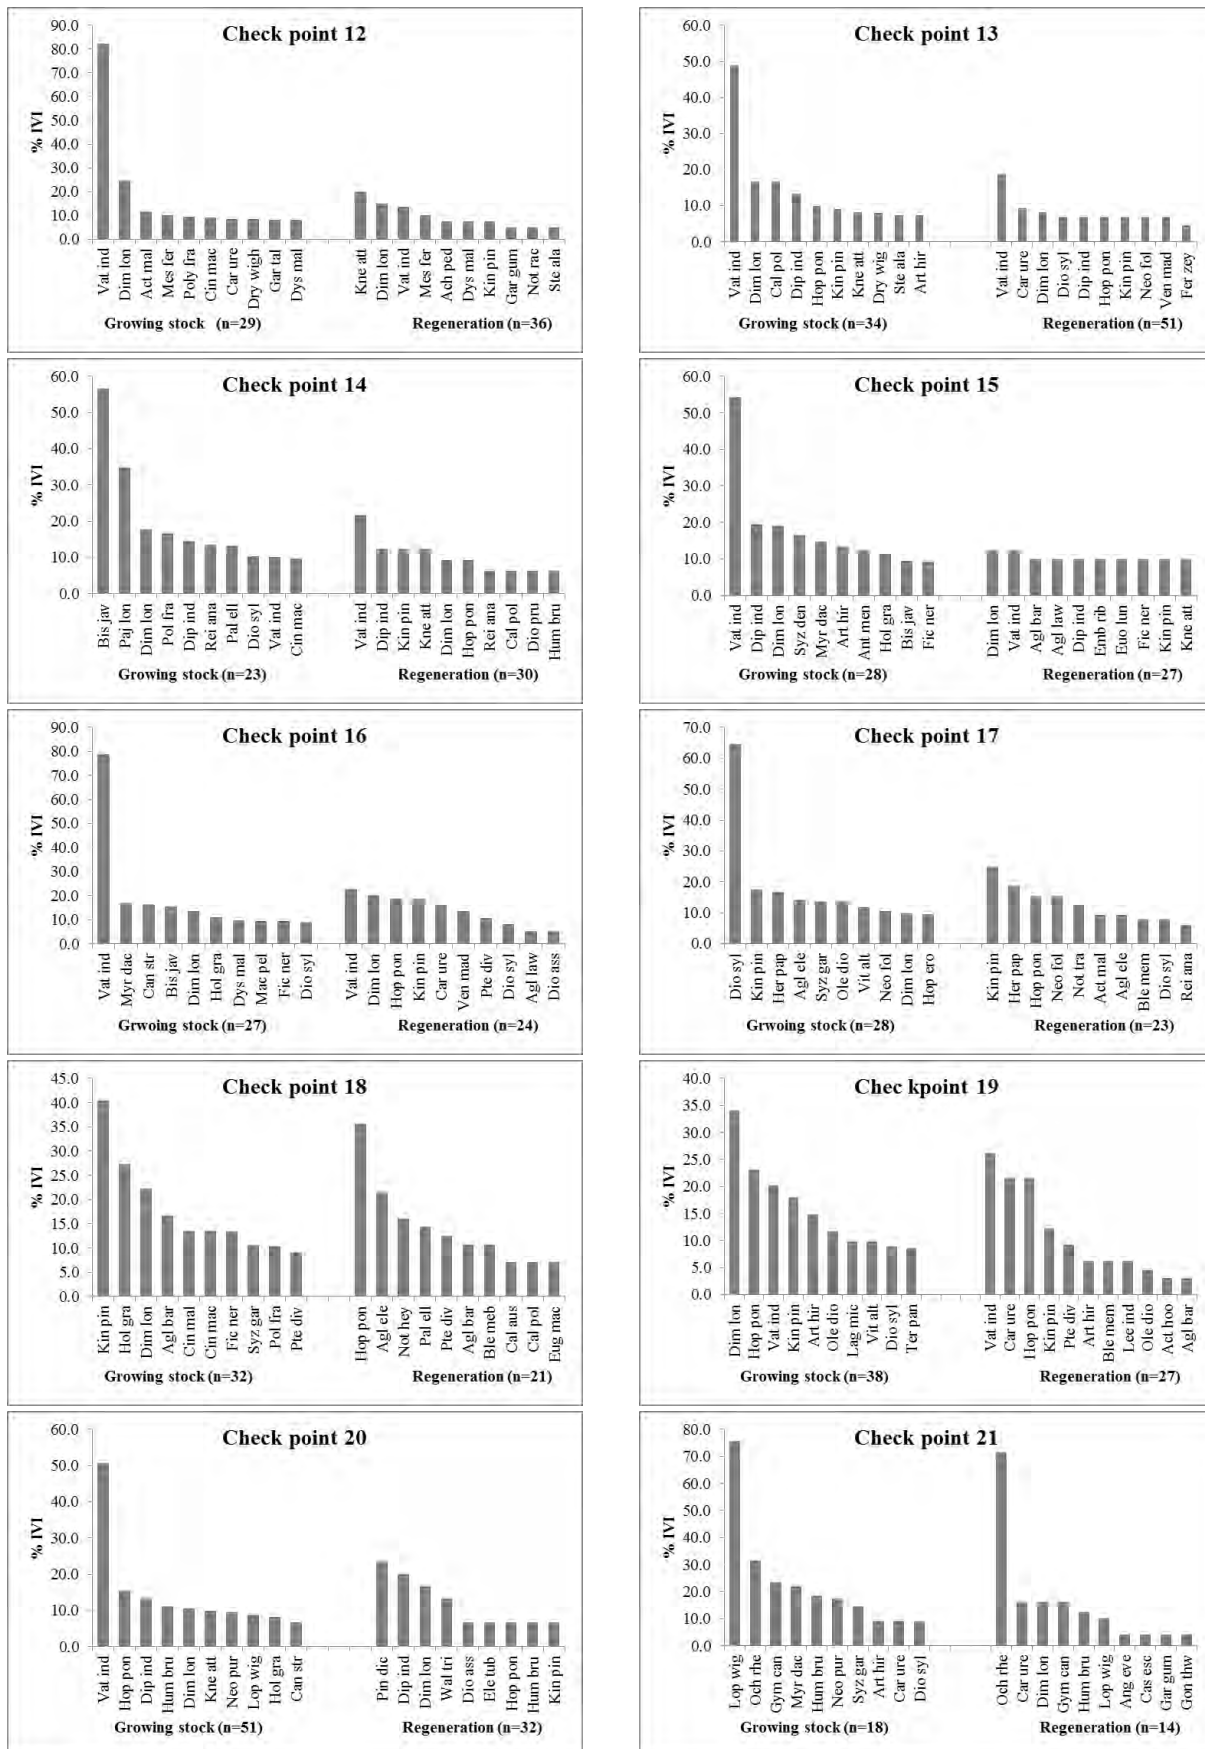 Check point 12
% IVI
90.0
80.0
70.0
60.0
50.0
40.0
30.0
20.0
10.0
0.0
Vat ind
Dim lon
Act mal
Mes fer
Poly fra
Cin mac
Car ure
Dry wigh
Gar tal
Dys mal
Kne att
Dim lon
Vat ind
Mes fer
Ach ped
Dys mal
Kin pin
Gar gum
Not rac
Ste ala
Growing stock (n=29)
Regeneration (n=36)
Check point 13
% IVI
60.0
50.0
40.0
30.0
20.0
10.0
0.0
Vat ind
Dim lon
Cal pol
Dip ind
Hop pon
Kin pin
Kne att
Dry wig
Ste ala
Art hir
Vat ind
Car ure
Dim lon
Dio syl
Dip ind
Hop pon
Kin pin
Neo fol
Ven mad
Fer zey
Growing stock (n=34)
Regeneration (n=51)
Check point 14
% IVI
60.0
50.0
40.0
30.0
20.0
10.0
0.0
Bis jav
Paj lon
Dim lon
Pol fra
Dip ind
Rei ana
Pal ell
Dio syl
Vat ind
Cin mac
Vat ind
Dip ind
Kin pin
Kne att
Dim lon
Hop pon
Rei ana
Cal pol
Dio pru
Hum bru
Growing stock (n=23)
Regeneration (n=30)
Check point 15
% IVI
60.0
50.0
40.0
30.0
20.0
10.0
0.0
Vat ind
Dip ind
Dim lon
Syz den
Myr dac
Art hir
Ant men
Hol gra
Bis jav
Fic ner
Dim lon
Vat ind
Agl bar
Agl law
Dip ind
Emb rib
Euo lun
Fic ner
Kin pin
Kne att
Growing stock (n=28)
Regeneration (n=27)
Check point 16
% IVI
90.0
80.0
70.0
60.0
50.0
40.0
30.0
20.0
10.0
0.0
Vat ind
Myr dac
Can str
Bis jav
Dim lon
Hol gra
Dys mal
Mac pel
Fic ner
Dio syl
Vat ind
Dim lon
Hop pon
Kin pin
Car ure
Ven mad
Pte div
Dio syl
Agl law
Dio ass
Grwoing stock (n=27)
Regeneration (n=24)
Check point 17
% IVI
70.0
60.0
50.0
40.0
30.0
20.0
10.0
0.0
Dio syl
Kin pin
Her pap
Agl ele
Syz gar
Ole dio
Vit alt
Neo fol
Dim lon
Hop ero
Kin pin
Her pap
Hop pon
Neo fol
Not tra
Act mal
Agl ele
Ble mem
Dio syl
Rei ana
Growing stock (n=28)
Regeneration (n=23)
Check point 18
% IVI
45.0
40.0
35.0
30.0
25.0
20.0
15.0
10.0
5.0
0.0
Kin pin
Hol gra
Dim lon
Agl bar
Cin mal
Cin mac
Fic ner
Syz gar
Pol fra
Pte div
Hop pon
Agl ele
Not hey
Pal ell
Pte div
Agl bar
Ble meb
Cal aus
Cal pol
Eug mac
Growing stock (n=32)
Regeneration (n=21)
Chec kpoint 19
% IVI
40.0
35.0
30.0
25.0
20.0
15.0
10.0
5.0
0.0
Dim lon
Hop pon
Vat ind
Kin pin
Art hir
Ole dio
Lag mic
Vit alt
Dio syl
Ter pan
Vat ind
Car ure
Hop pon
Kin pin
Pte div
Art hir
Ble mem
Lee ind
Ole dio
Act hoo
Agl bar
Growing stock (n=38)
Regeneration (n=27)
Check point 20
% IVI
60.0
50.0
40.0
30.0
20.0
10.0
0.0
Vat ind
Hop pon
Dip ind
Hum bru
Dim lon
Kne att
Neo pur
Lop wig
Hol gra
Can str
Pin dic
Dip ind
Dim lon
Wal tri
Dio ass
Ele tub
Hop pon
Hum bru
Kin pin
Growing stock (n=51)
Regeneration (n=32)
Check point 21
% IVI
80.0
70.0
60.0
50.0
40.0
30.0
20.0
10.0
0.0
Lop wig
Och rhe
Gym can
Myr dac
Hum bru
Neo pur
Syz gar
Art hir
Car ure
Dio syl
Och rhe
Car ure
Dim lon
Gym can
Hum bru
Lop wig
Ang eve
Cas esc
Gar gum
Gon thw
Growing stock (n=18)
Regeneration (n=14)